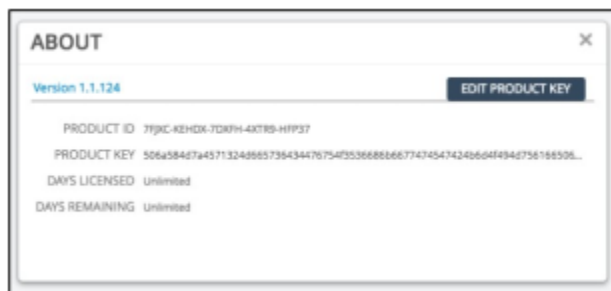 ABOUT ×
Version 1.1.124 EDIT PRODUCT KEY
PRODUCT ID
PRODUCT KEY
DAYS LICENSED Unlimited
DAYS REMAINING Unlimited